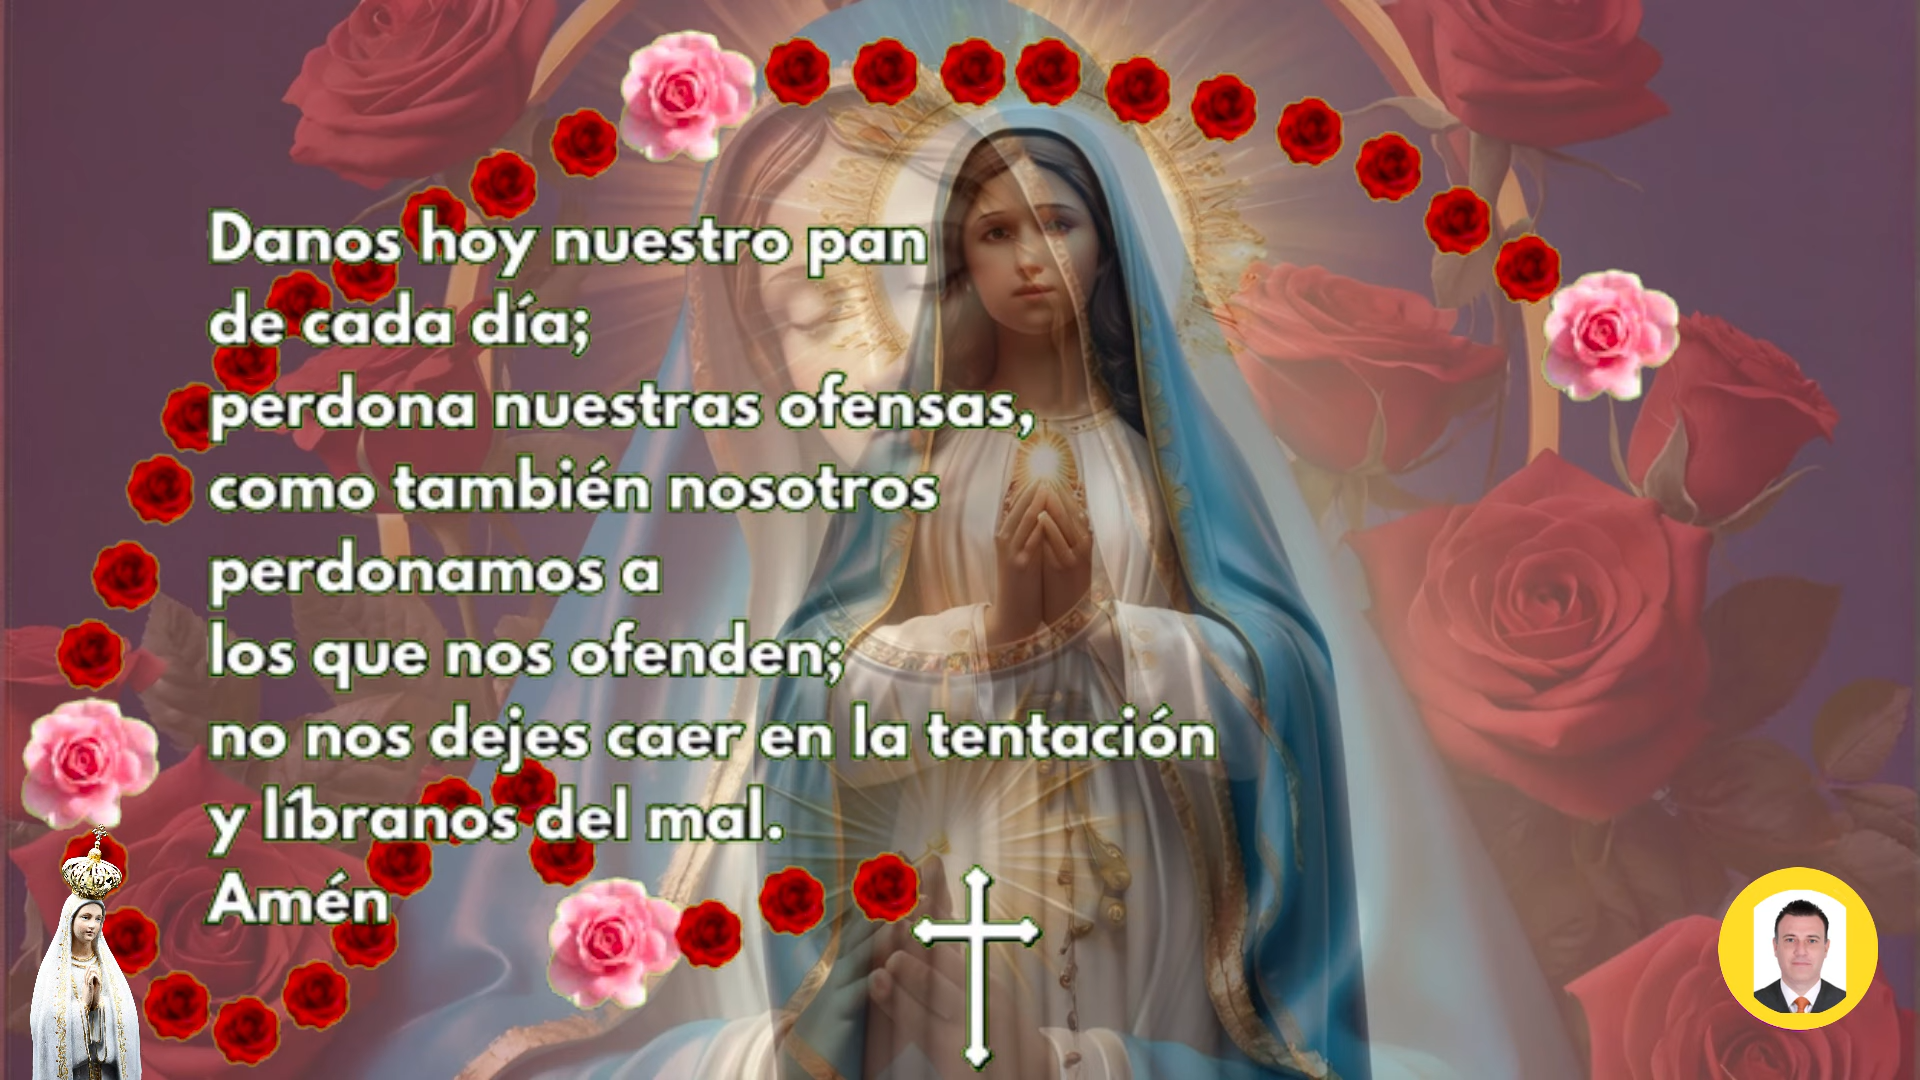 Danos hoy nuestro pan
de cada día;
perdona nuestras ofensas,
como también nosotros
perdonamos a
los que nos ofenden;
no nos dejes caer en la tentación
y líbranos del mal.
Amén